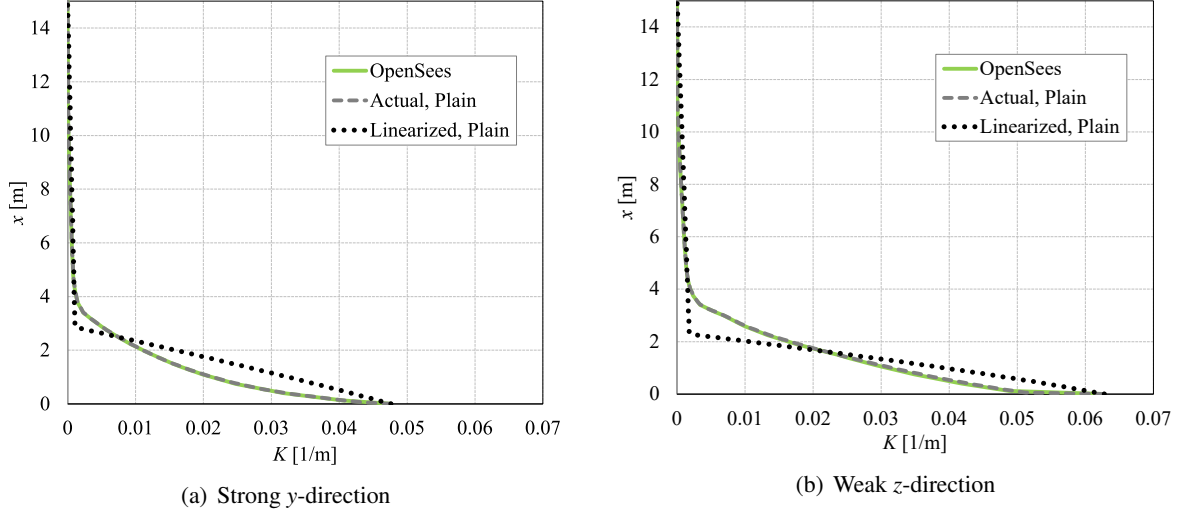 14
12
10
8
6
4
2
0
x [m]
OpenSees
Actual, Plain
Linearized, Plain
0 0.01 0.02 0.03 0.04 0.05 0.06 0.07
K [1/m]
(a) Strong y-direction
14
12
10
8
6
4
2
0
x [m]
OpenSees
Actual, Plain
Linearized, Plain
0 0.01 0.02 0.03 0.04 0.05 0.06 0.07
K [1/m]
(b) Weak z-direction